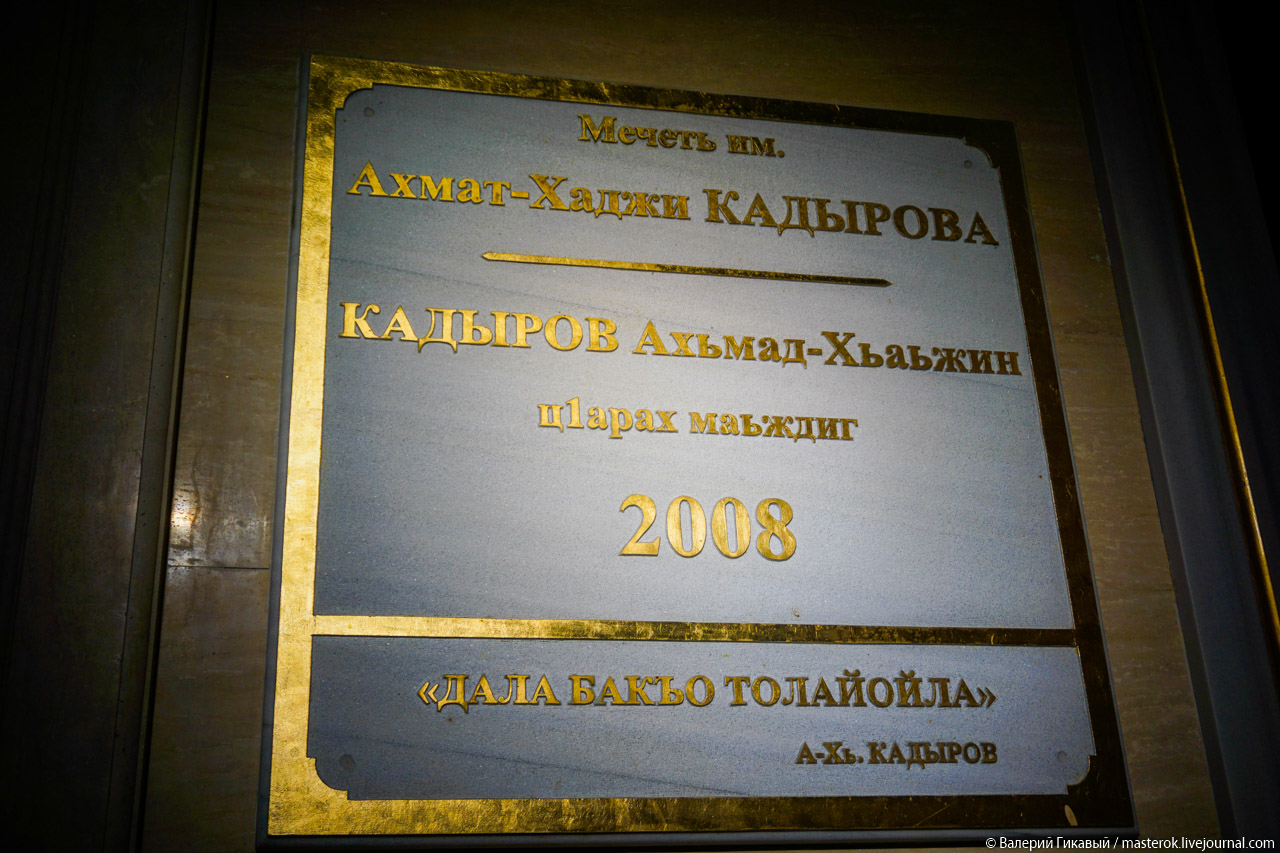 Мечеть им.
Ахмат-Хаджи КАДЫРОВА
КАДЫРОВ Ахьмад-Хьаьжин
ц1арах маьждиг
2008
«ДАЛА БАКЪО ТОЛАЙОЙЛА»
А-Хь. КАДЫРОВ
© Валерий Гикавый / masterok.livejournal.com